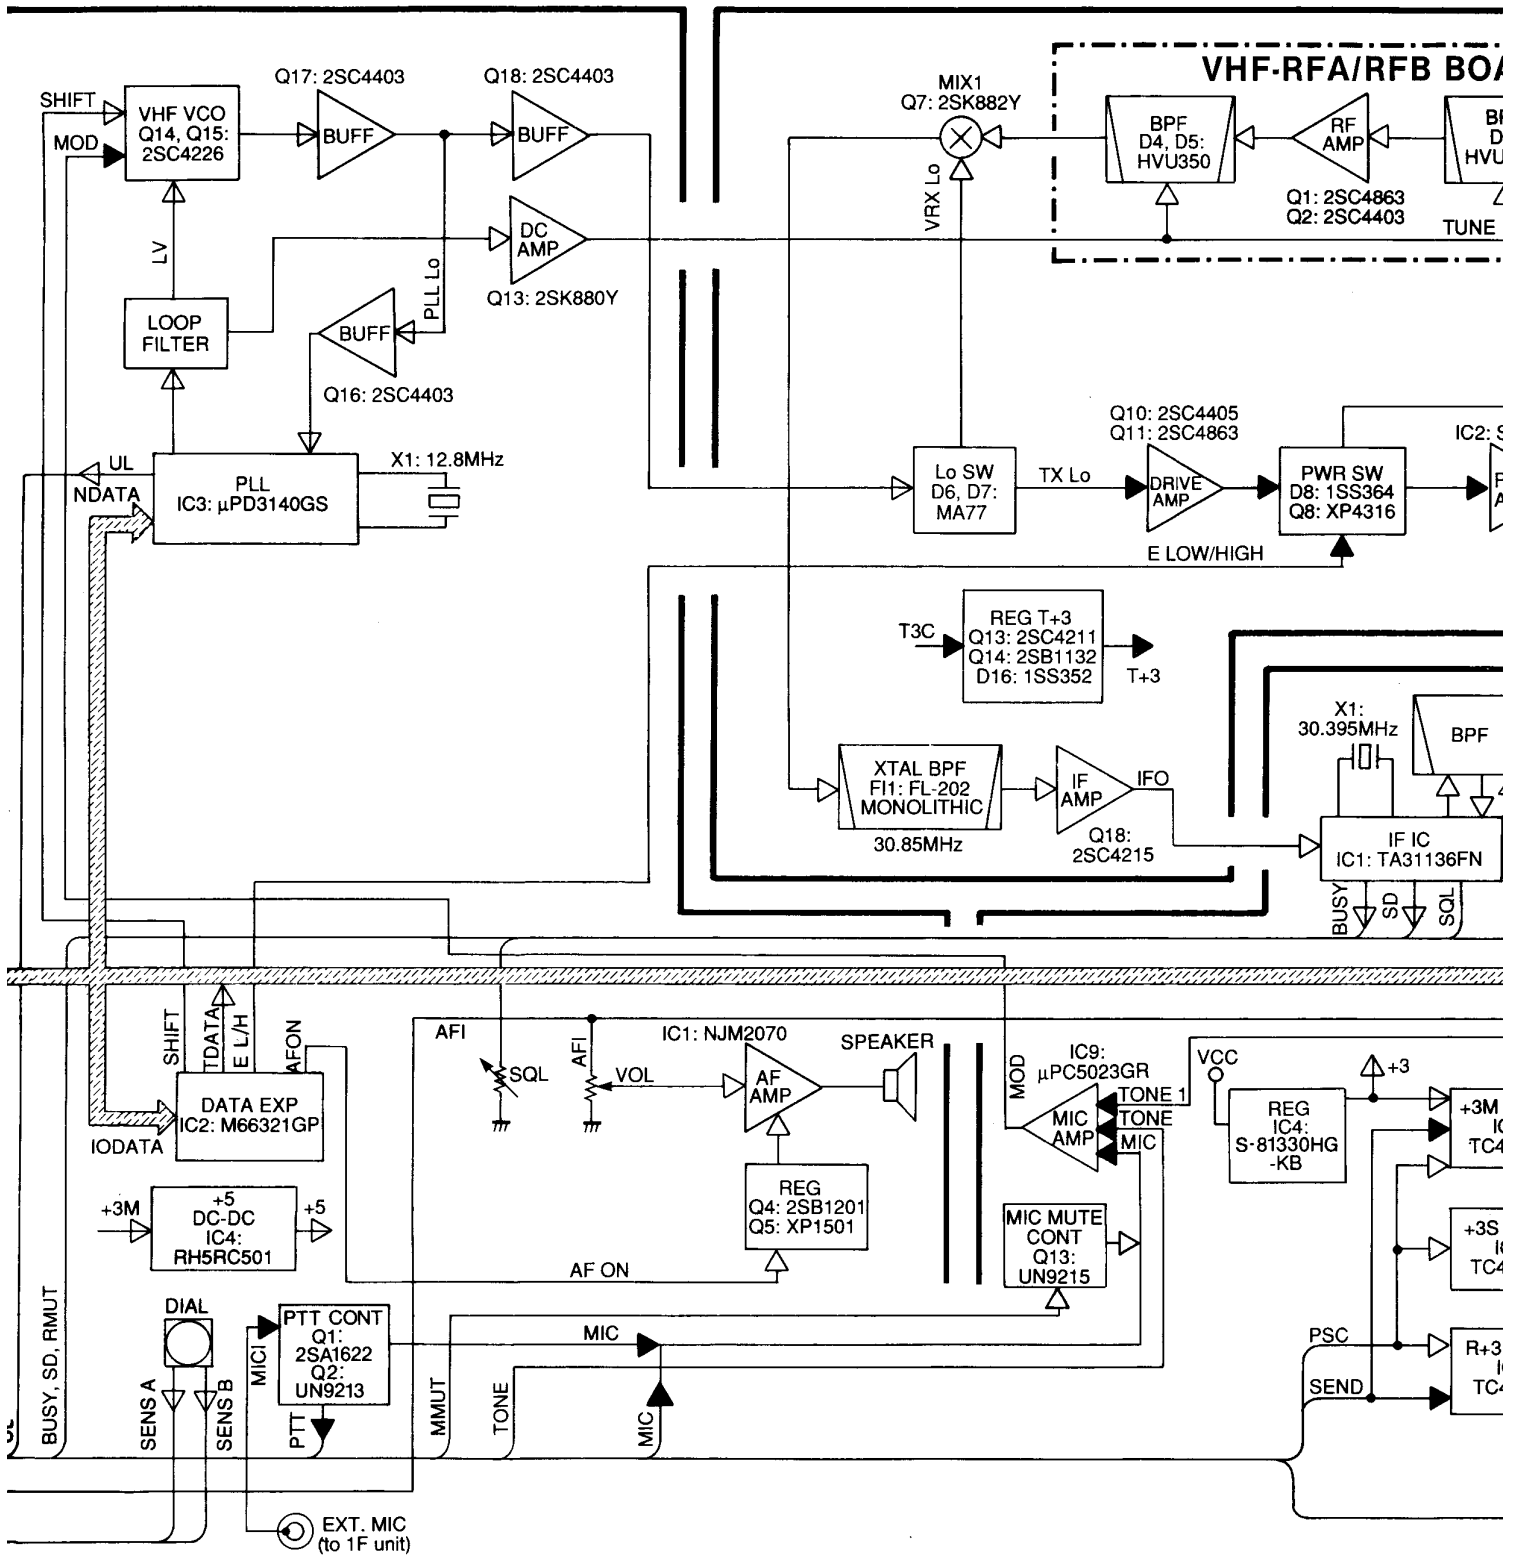 VHF-RFA/RFB BOA
SHIFT
MOD
VHF VCO
Q14, Q15:
2SC4226
Q17: 2SC4403
BUFF
Q18: 2SC4403
BUFF
MIX1
Q7: 2SK882Y
BPF
D4, D5:
HVU350
RF
AMP
Q1: 2SC4863
Q2: 2SC4403
HVU
TUNE
VRX Lo
LV
DC
AMP
Q13: 2SK880Y
PLL Lo
LOOP
FILTER
BUFF
Q16: 2SC4403
UL
NDATA
PLL
IC3: μPD3140GS
X1: 12.8MHz
Lo SW
D6, D7:
MA77
TX Lo
Q10: 2SC4405
Q11: 2SC4863
DRIVE
AMP
PWR SW
D8: 1SS364
Q8: XP4316
IC2: S
E LOW/HIGH
T3C
REG T+3
Q13: 2SC4211
Q14: 2SB1132
D16: 1SS352
T+3
XTAL BPF
FI1: FL-202
MONOLITHIC
30.85MHz
IF
AMP
IFO
Q18:
2SC4215
X1:
30.395MHz
BPF
IF IC
IC1: TA31136FN
BUSY
SD
SQL
SHIFT
TDATA
E L/H
AFON
DATA EXP
IC2: M66321GP
IODATA
AFI
SQL
AFI
VOL
IC1: NJM2070
AF
AMP
SPEAKER
MOD
IC9:
μPC5023GR
MIC
AMP
TONE 1
TONE
MIC
VCC
REG
IC4:
S-81330HG
-KB
+3
+3M
TC4
+3M
+5
DC-DC
IC4:
RH5RC501
+5
REG
Q4: 2SB1201
Q5: XP1501
MIC MUTE
CONT
Q13:
UN9215
+3S
TC4
AF ON
BUSY, SD, RMUT
DIAL
SENS A
SENS B
MICI
PTT CONT
Q1:
2SA1622
Q2:
UN9213
PTT
MIC
MMUT
TONE
MIC
PSC
SEND
R+3
TC4
EXT. MIC
(to 1F unit)